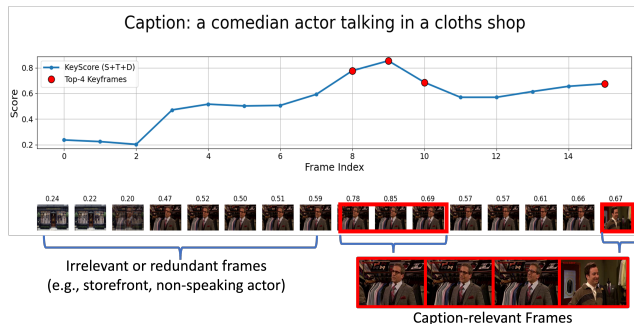 Caption: a comedian actor talking in a cloths shop
KeyScore (S+T+D)
Top-4 Keyframes
Score
0.8
0.6
0.4
0.2
0 2 4 6 8 10 12 14
Frame Index
0.24 0.22 0.20 0.47 0.52 0.50 0.51 0.59 0.78 0.85 0.69 0.57 0.57 0.61 0.66 0.67
Irrelevant or redundant frames
(e.g., storefront, non-speaking actor)
Caption-relevant Frames